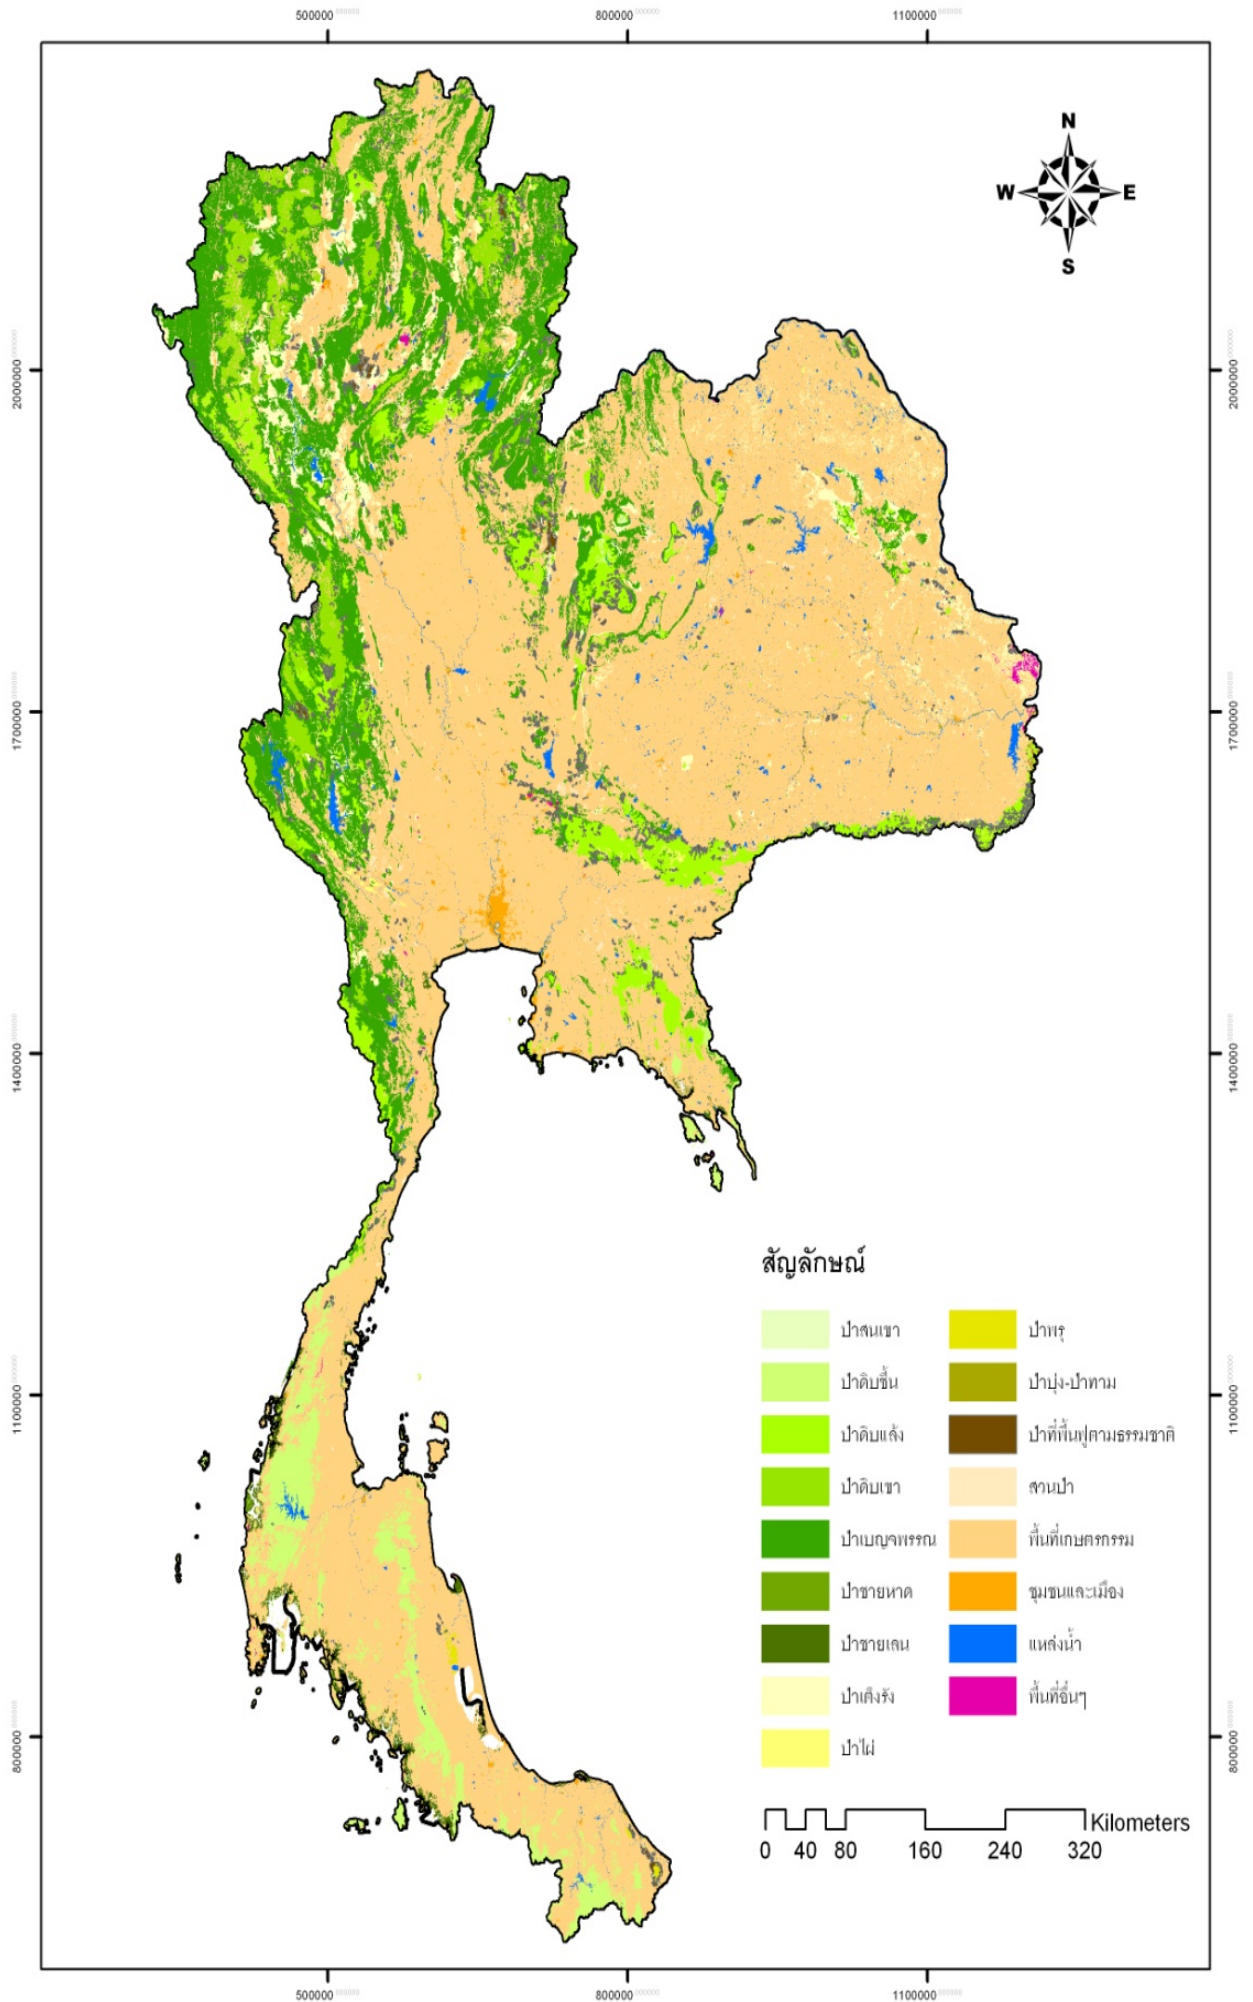 500000 800000 1100000
N
W E
S
2000000 2000000
1700000 1700000
1400000 1400000
สัญลักษณ์
ป่าสนเขา ป่าพรุ
ป่าดิบชื้น ป่าบุ่ง-ป่าทาม
1100000 1100000
ป่าดิบแล้ง ป่าที่ฟื้นฟูตามธรรมชาติ
ป่าดิบเขา สวนป่า
ป่าเบญจพรรณ พื้นที่เกษตรกรรม
ป่าชายหาด ชุมชนและเมือง
ป่าชายเลน แหล่งน้ำ
ป่าเต็งรัง พื้นที่อื่นๆ
800000 800000
ป่าไผ่
Kilometers
0 40 80 160 240 320
500000 800000 1100000